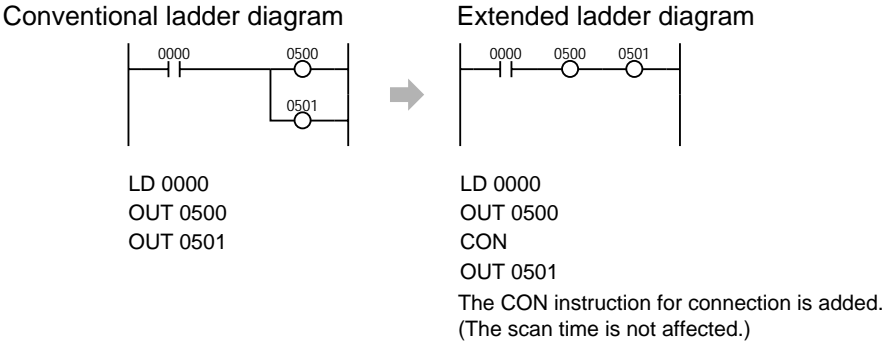 Conventional ladder diagram
0000 0500
0501
LD 0000
OUT 0500
OUT 0501
Extended ladder diagram
0000 0500 0501
LD 0000
OUT 0500
CON
OUT 0501
The CON instruction for connection is added.
(The scan time is not affected.)